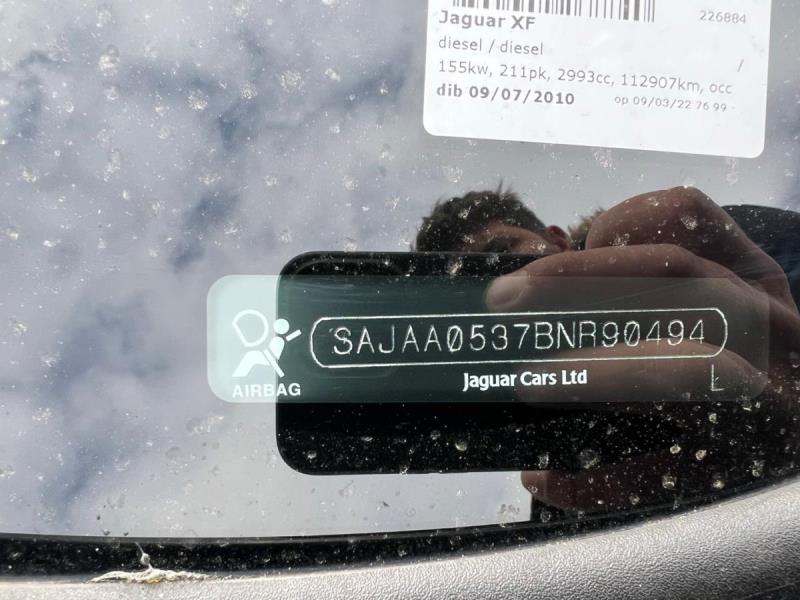 Jaguar XF
226884
diesel / diesel
/
155kw, 211pk, 2993cc, 112907km, occ
dib 09/07/2010
op 09/03/22 76 99
SAJAA0537BNR90494
AIRBAG
Jaguar Cars Ltd
L